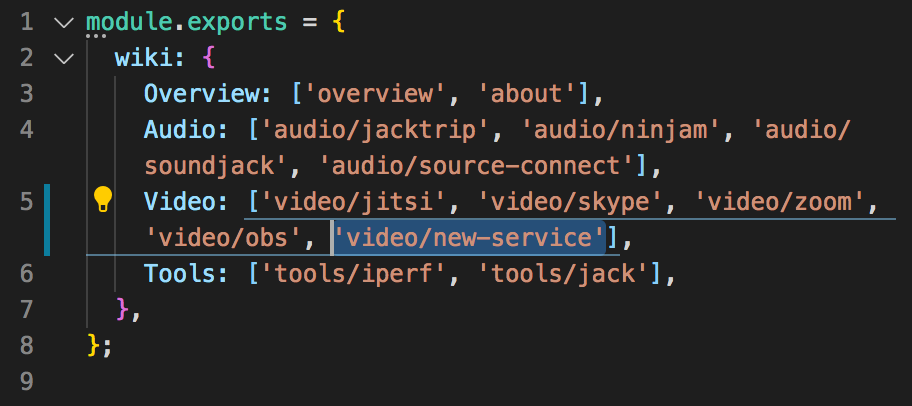 1 module.exports = {
2 wiki: {
3 Overview: ['overview', 'about'],
4 Audio: ['audio/jacktrip', 'audio/ninjam', 'audio/
soundjack', 'audio/source-connect'],
5 Video: ['video/jitsi', 'video/skype', 'video/zoom',
'video/obs', 'video/new-service'],
6 Tools: ['tools/iperf', 'tools/jack'],
7 },
8 };
9